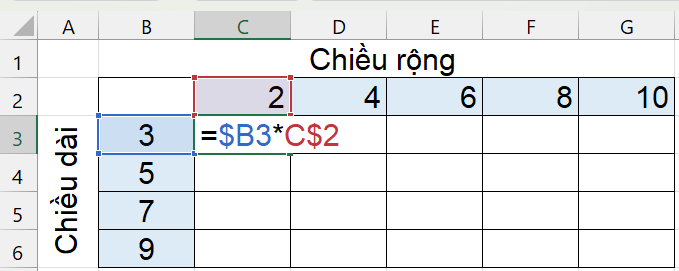 A B C D E F G
1 Chiều rộng
2 2 4 6 8 10
3 3 =$B3*C$2
4 5
5 7
6 9
Chiều dài